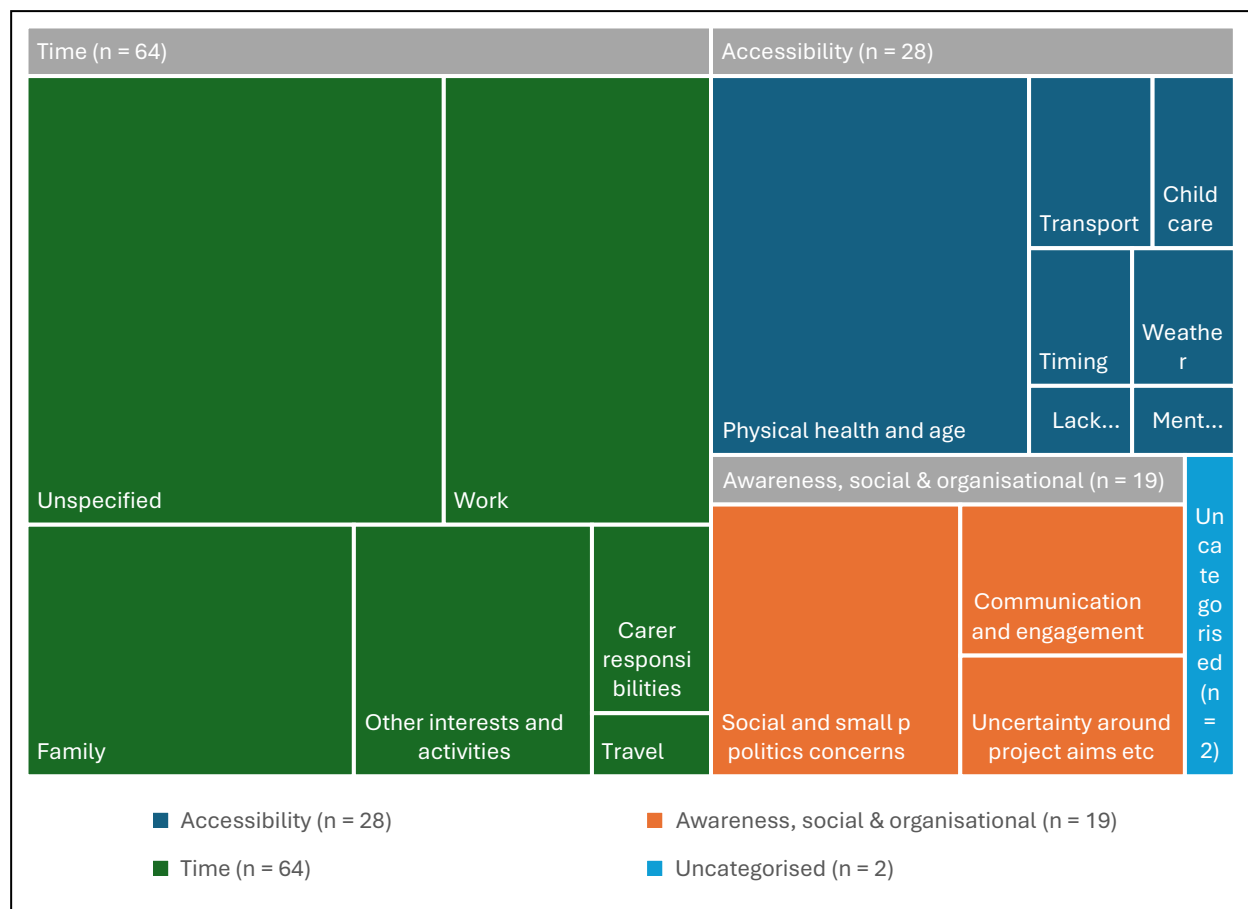 Time (n = 64)
Accessibility (n = 28)
Unspecified
Work
Family
Other interests and
activities
Carer
responsi
bilities
Travel
Physical health and age
Transport
Child
care
Timing
Weathe
r
Lack...
Ment...
Awareness, social & organisational (n = 19)
Social and small p
politics concerns
Communication
and engagement
Uncertainty around
project aims etc
Un
ca
te
go
ris
ed
(n
=
2)
Accessibility (n = 28)
Awareness, social & organisational (n = 19)
Time (n = 64)
Uncategorised (n = 2)